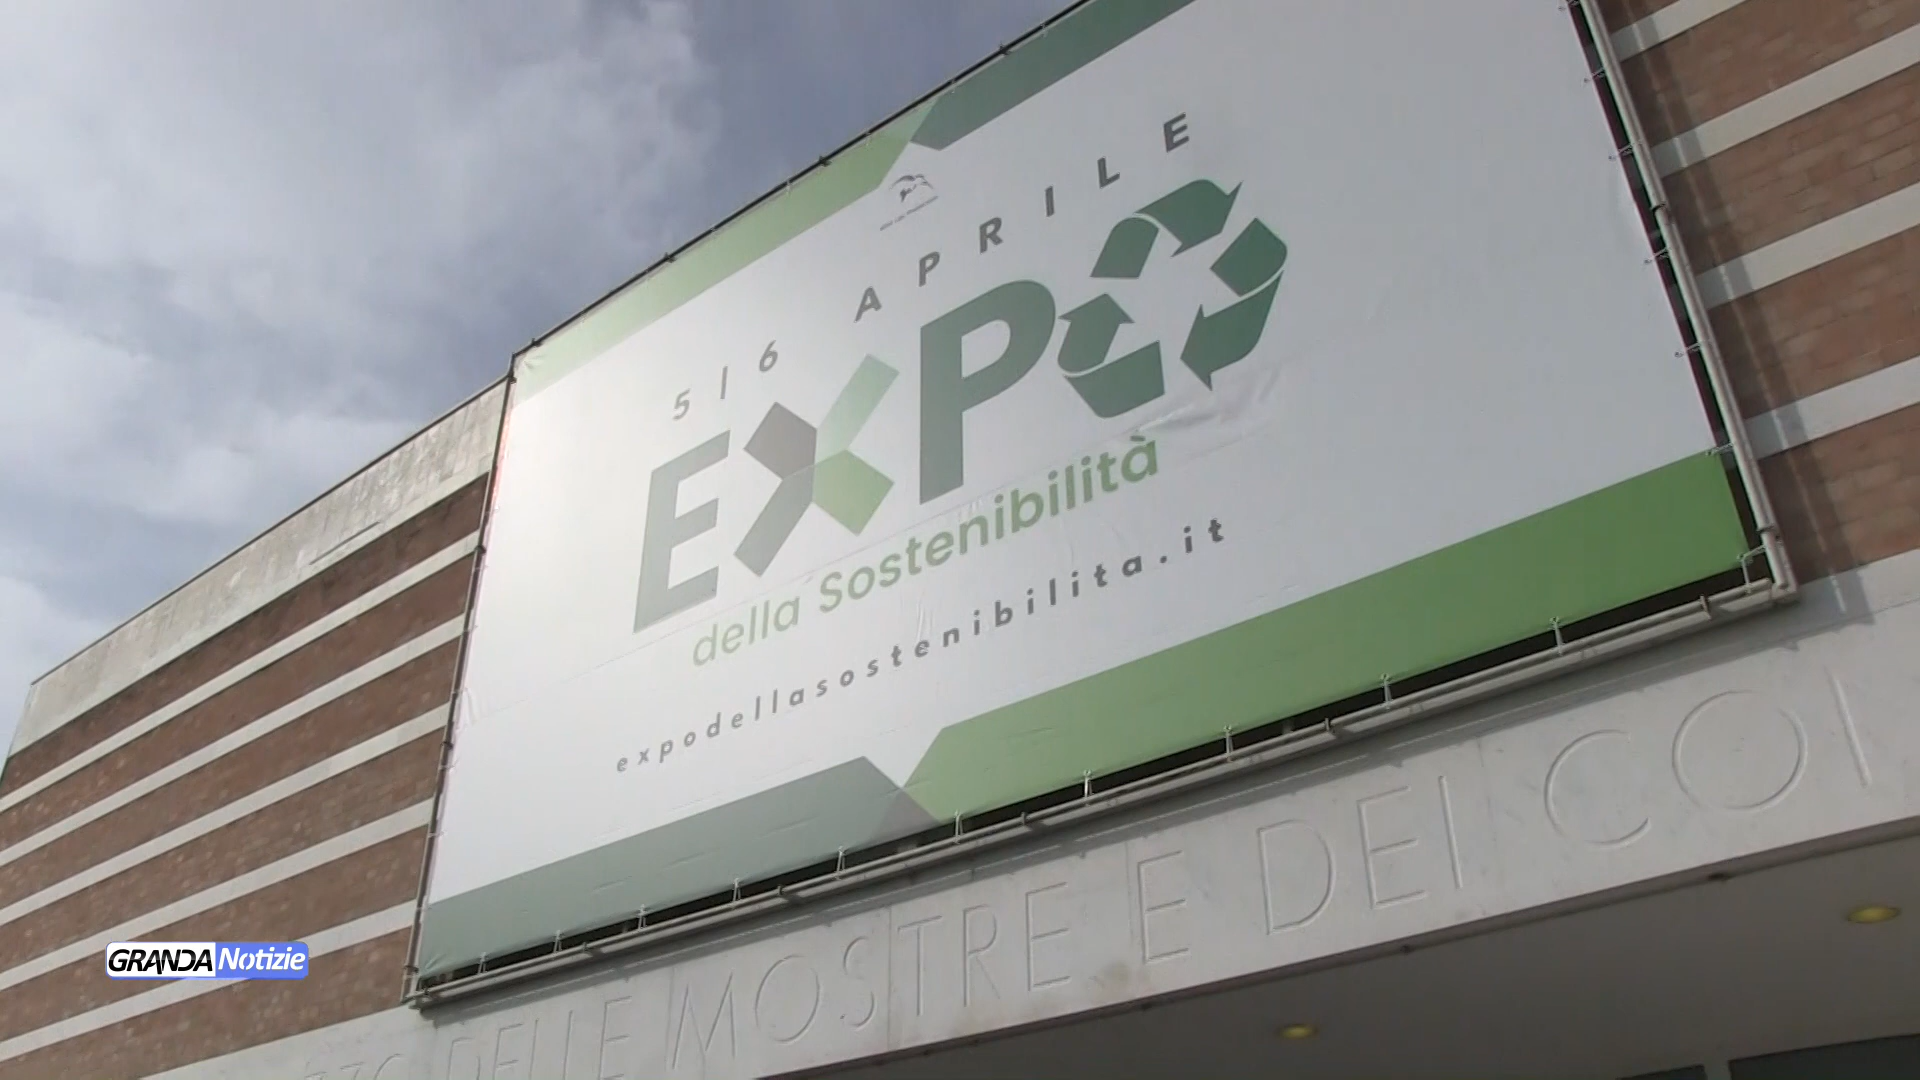 5 | 6 APRILE
EXPO
della Sostenibilità
expodellasostenibilita.it
DELLE MOSTRE E DEI CO
GRANDA Notizie